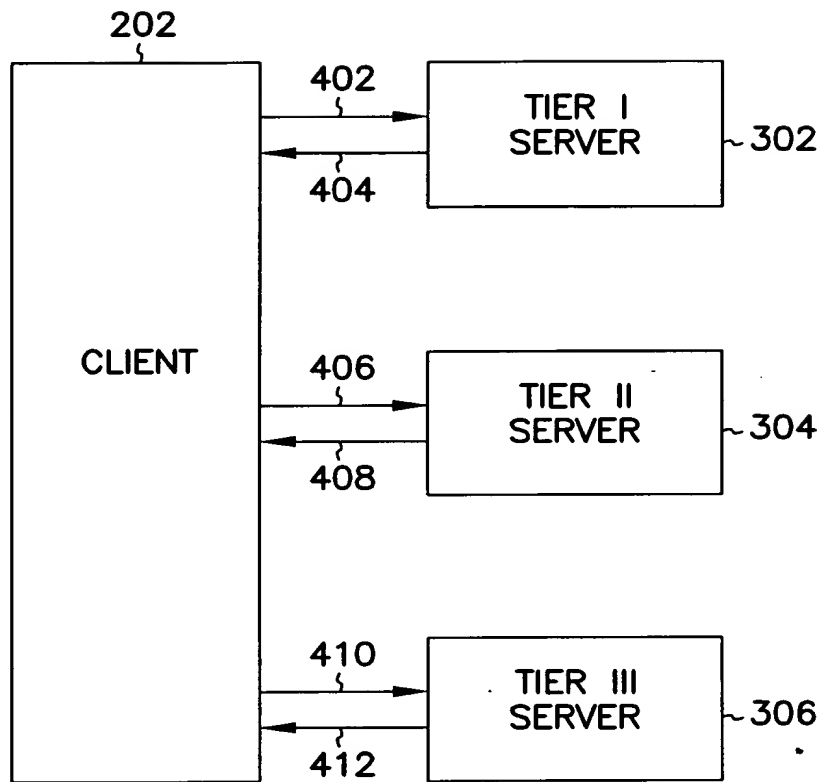 202
402
TIER I
SERVER
302
404
CLIENT
406
TIER II
SERVER
304
408
410
TIER III
SERVER
306
412